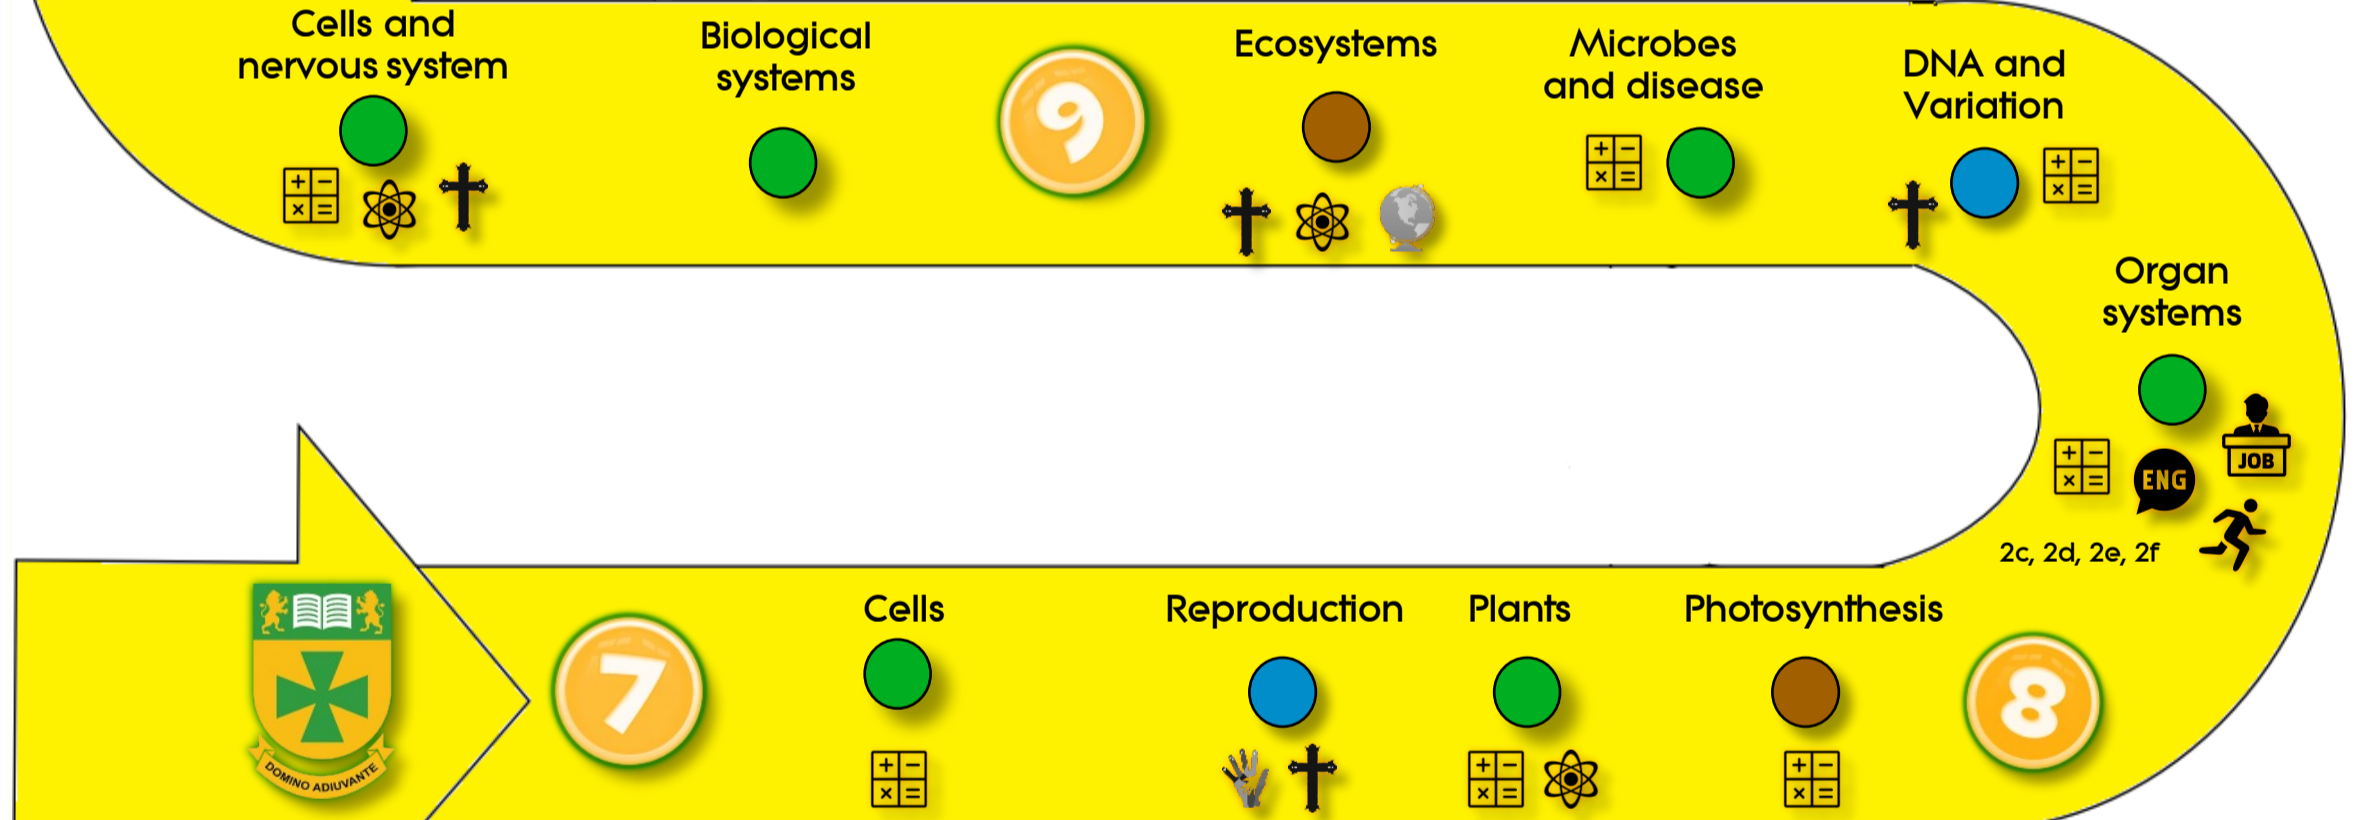 Cells and
nervous system
Biological
systems
9
Ecosystems
Microbes
and disease
DNA and
Variation
+ −
× =
+ −
× =
+ −
× =
Organ
systems
+ −
× =
ENG
JOB
2c, 2d, 2e, 2f
DOMINO ADIUVANTE
7
Cells
Reproduction
Plants
Photosynthesis
8
+ −
× =
+ −
× =
+ −
× =